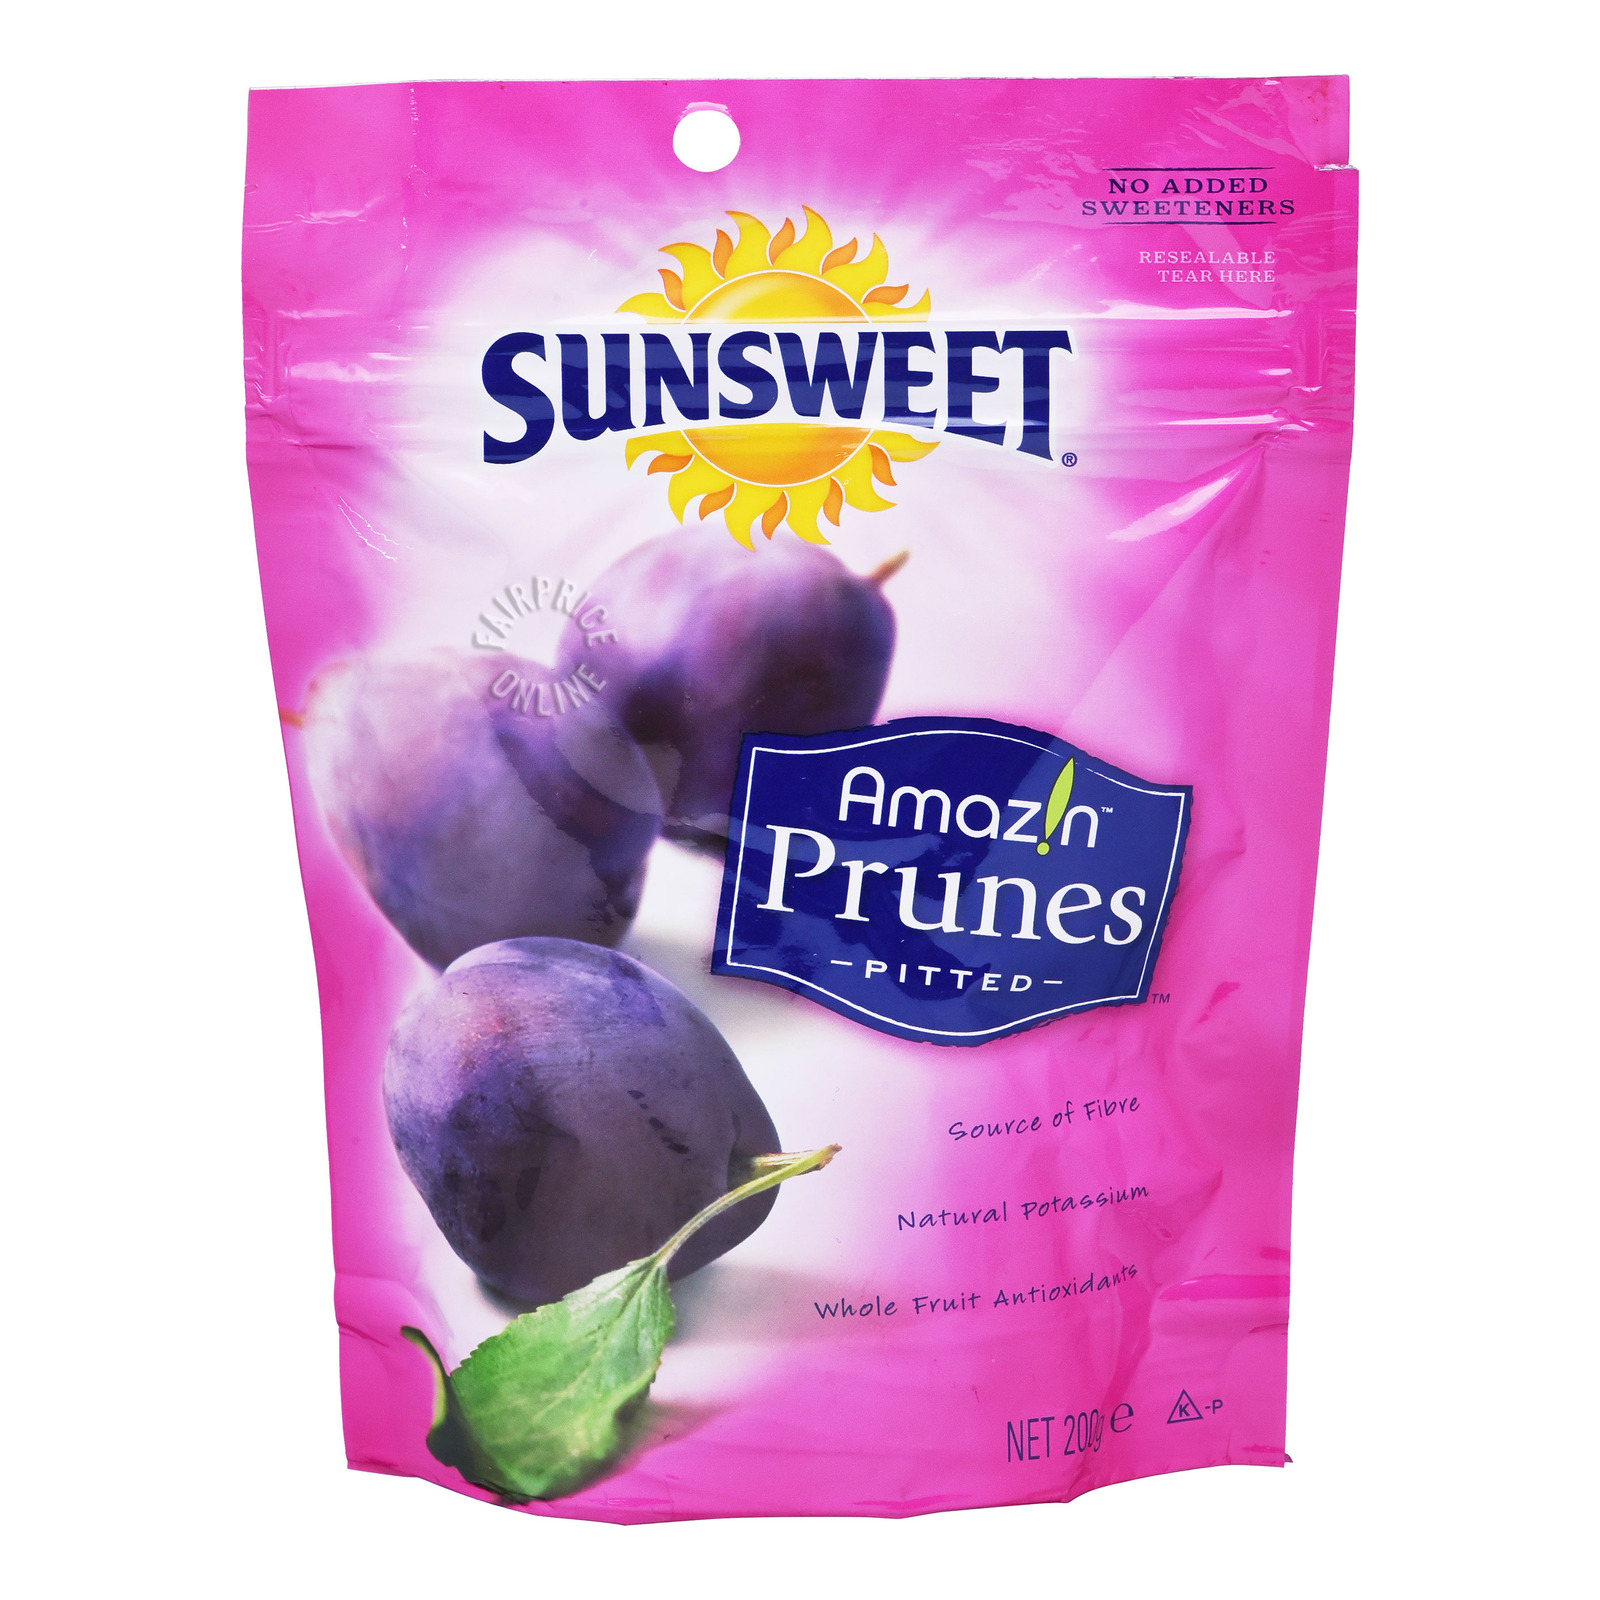 NO ADDED
SWEETENERS
RESEALABLE
TEAR HERE
SUNSWEET®
FAIRPRICE
ONLINE
Amaz!n™
Prunes
–PITTED–
™
Source of Fibre
Natural Potassium
Whole Fruit Antioxidants
NET 200g e
K-P